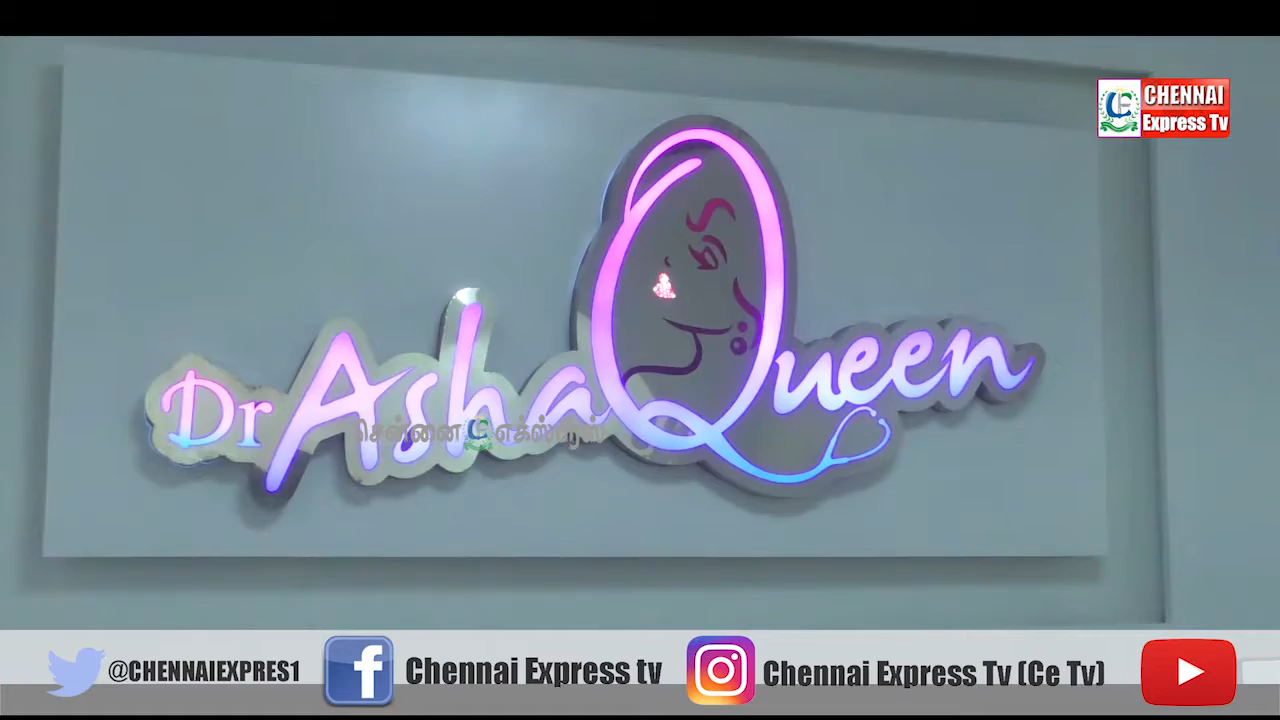 CHENNAI
Express Tv
Dr Asha Queen
சென்னை எக்ஸ்பிரஸ்
@CHENNAIEXPRES1
Chennai Express tv
Chennai Express Tv (Ce Tv)